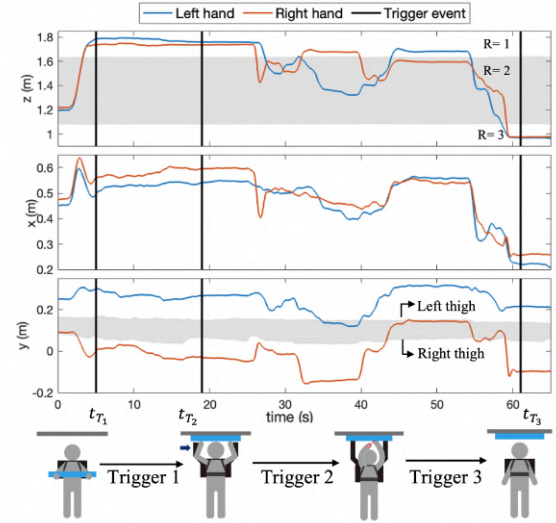 Left hand Right hand Trigger event
z (m)
1.8
1.6
1.4
1.2
1
R= 1
R= 2
R= 3
x (m)
0.6
0.5
0.4
0.3
0.2
y (m)
0.2
0
-0.2
Left thigh
Right thigh
0 10 20 30 40 50 60
t_{T_1} t_{T_2} time (s) t_{T_3}
Trigger 1 Trigger 2 Trigger 3